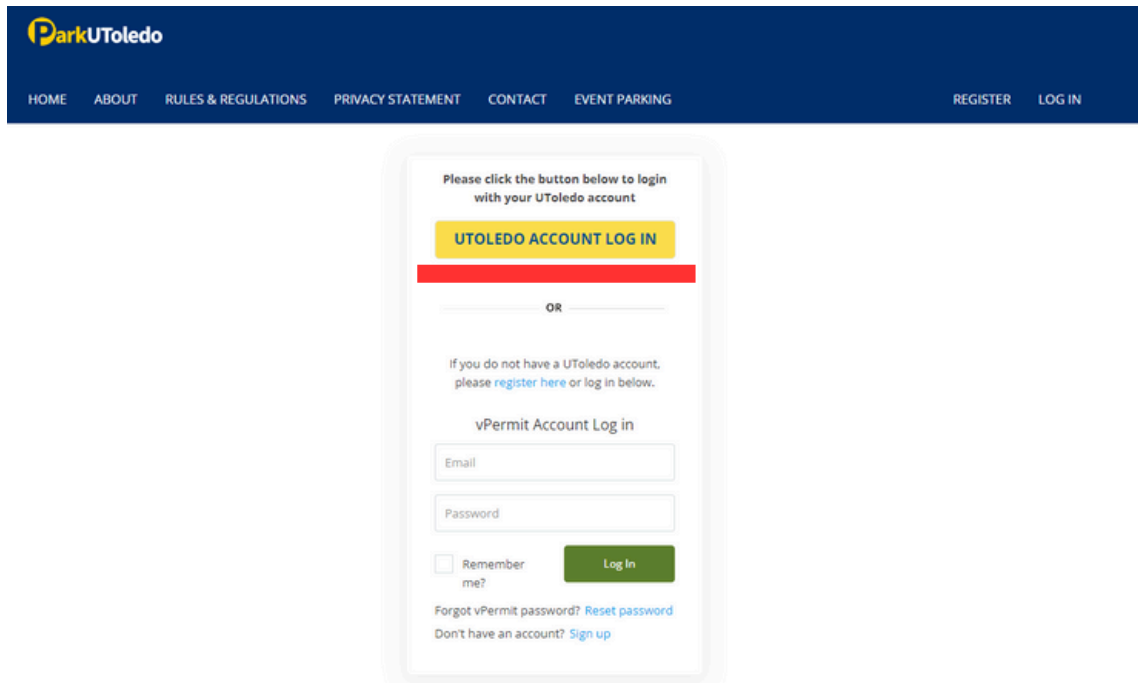 ParkUToledo
HOME ABOUT RULES & REGULATIONS PRIVACY STATEMENT CONTACT EVENT PARKING REGISTER LOG IN
Please click the button below to login
with your UToledo account
UTOLEDO ACCOUNT LOG IN
OR
If you do not have a UToledo account,
please register here or log in below.
vPermit Account Log in
Email
Password
Remember
me?
Log In
Forgot vPermit password? Reset password
Don't have an account? Sign up